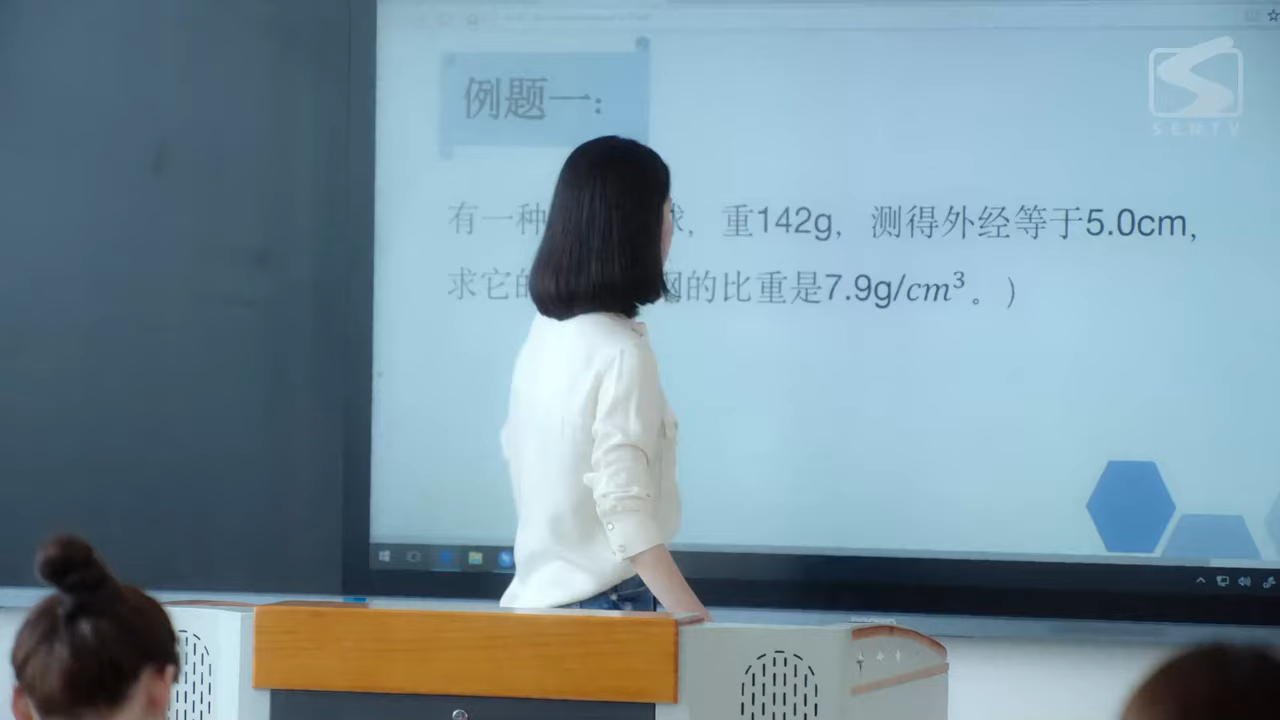 SERTV
例题一：
有一种 球，重142g，测得外经等于5.0cm，
求它的 钢的比重是7.9g/cm³。）